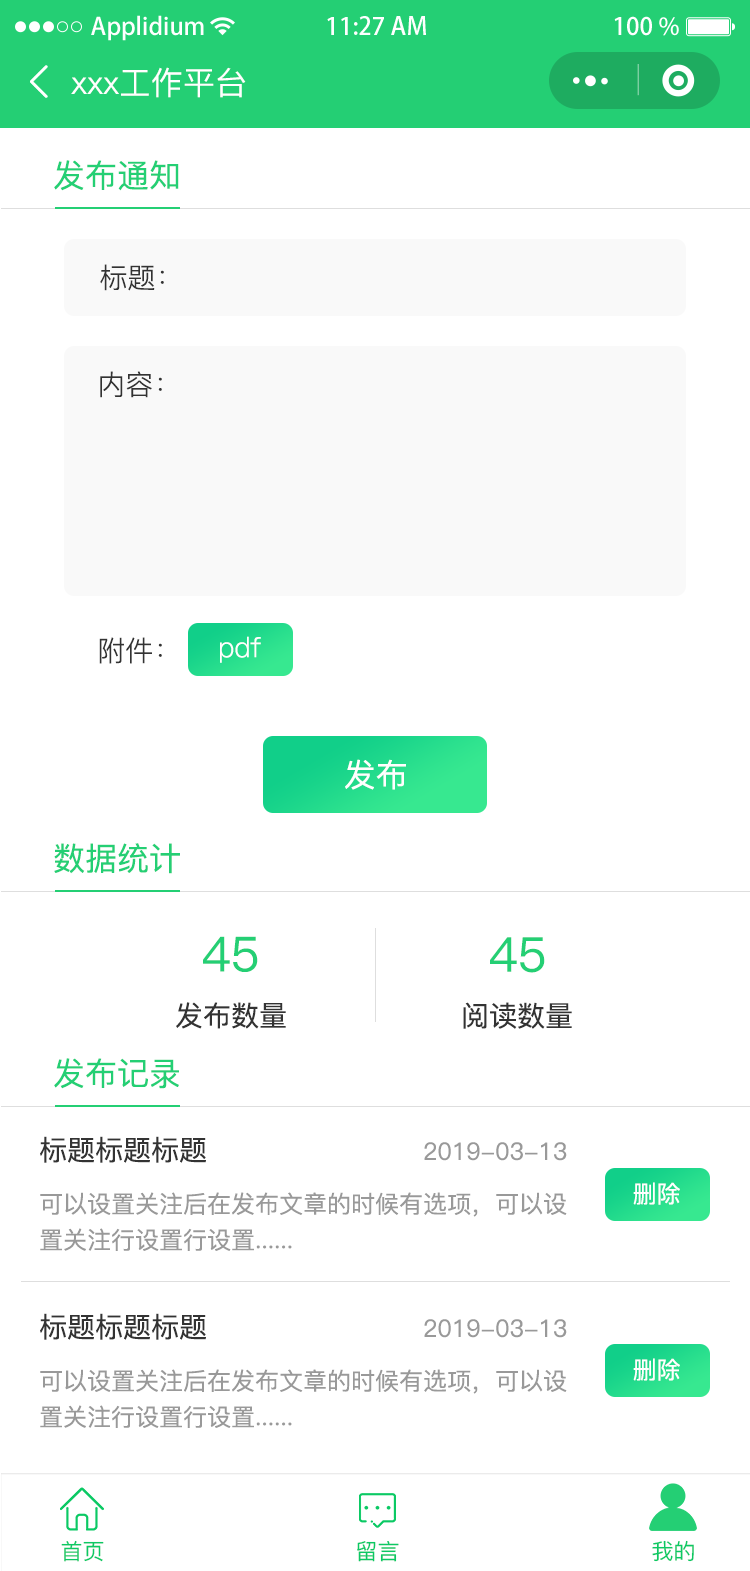 Applidium 11:27 AM 100 %
xxx工作平台
发布通知
标题：
内容：
附件： pdf
发布
数据统计
45 45
发布数量 阅读数量
发布记录
标题标题标题 2019-03-13
可以设置关注后在发布文章的时候有选项，可以设
置关注行设置行设置......
删除
标题标题标题 2019-03-13
可以设置关注后在发布文章的时候有选项，可以设
置关注行设置行设置......
删除
首页 留言 我的